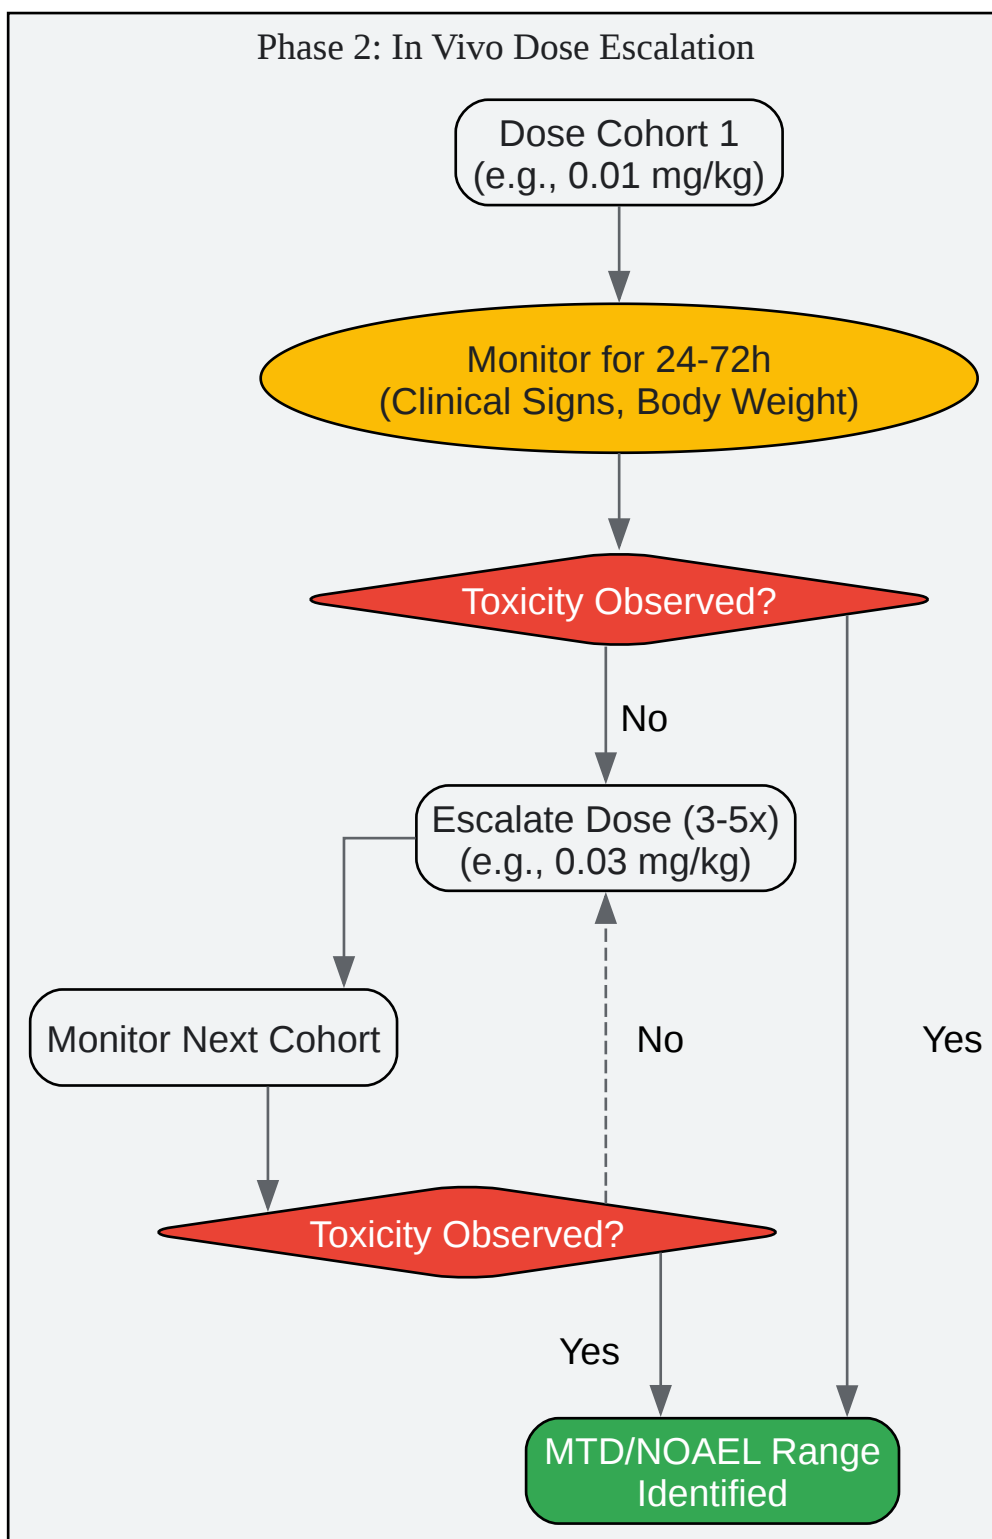 Phase 2: In Vivo Dose Escalation
Dose Cohort 1
(e.g., 0.01 mg/kg)
Monitor for 24-72h
(Clinical Signs, Body Weight)
Toxicity Observed?
No
Escalate Dose (3-5x)
(e.g., 0.03 mg/kg)
Monitor Next Cohort
No
Yes
Toxicity Observed?
Yes
MTD/NOAEL Range
Identified